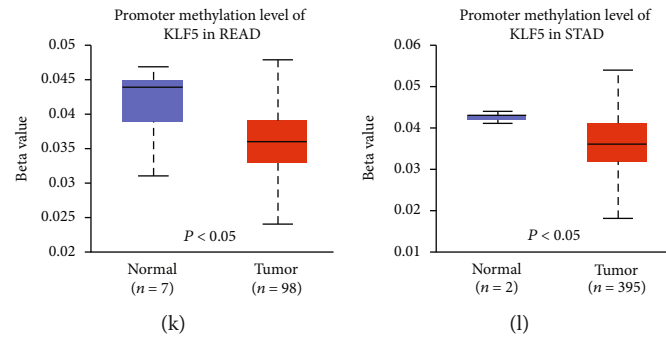 Promoter methylation level of
KLF5 in READ
0.05
0.045
0.04
0.035
0.03
0.025
0.02
Beta value
P < 0.05
Normal
(n = 7)
Tumor
(n = 98)
(k)
Promoter methylation level of
KLF5 in STAD
0.06
0.05
0.04
0.03
0.02
0.01
Beta value
P < 0.05
Normal
(n = 2)
Tumor
(n = 395)
(l)